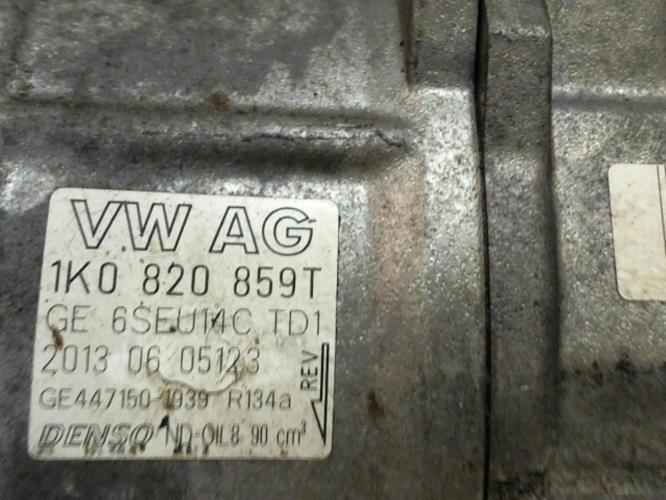 VW AG
1K0 820 859T
GE 6SEU14C TD1
2013 06 05123
GE447150-1939 R134a
DENSO ND-OIL8 90 cm³
REV